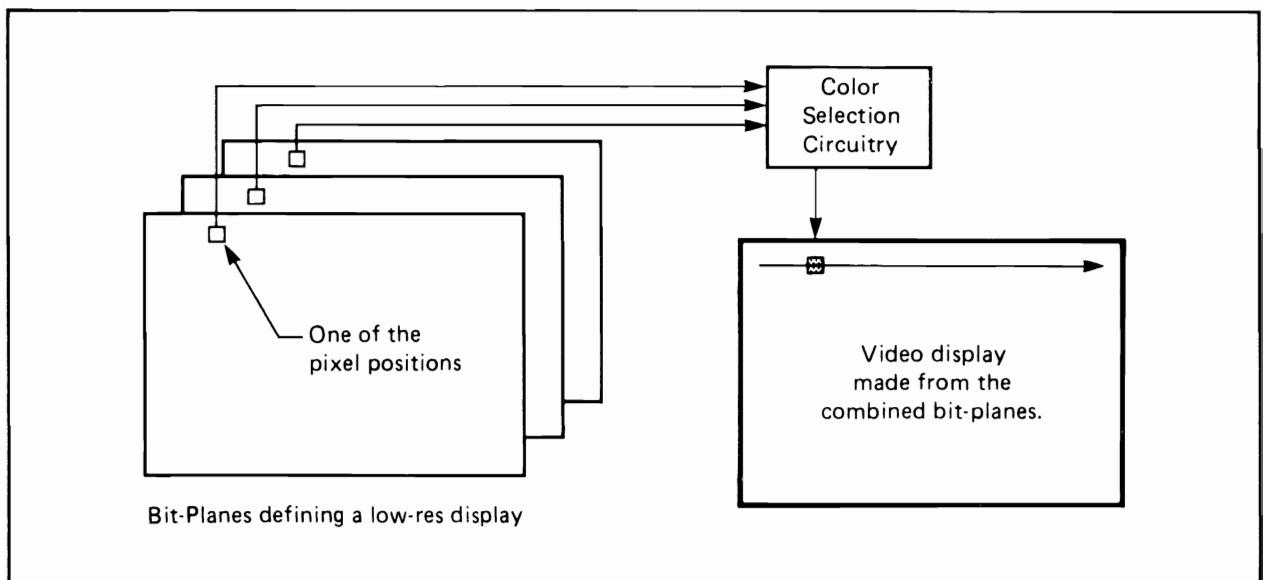 Color
Selection
Circuitry
One of the
pixel positions
Video display
made from the
combined bit-planes.
Bit-Planes defining a low-res display